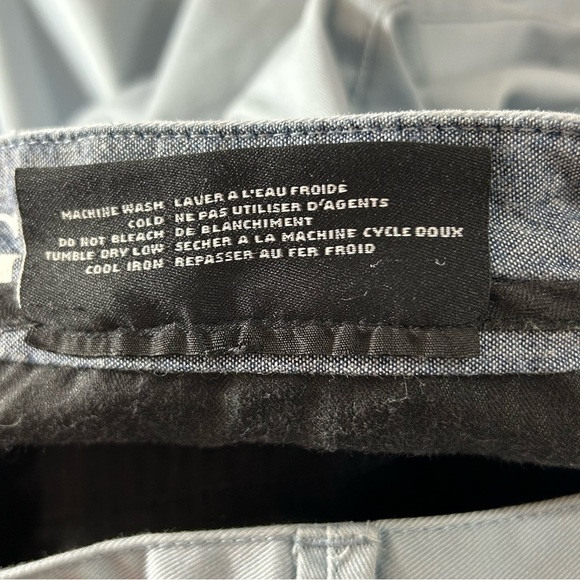 MACHINE WASH LAVER A L'EAU FROIDE
COLD NE PAS UTILISER D'AGENTS
DO NOT BLEACH DE BLANCHIMENT
TUMBLE DRY LOW SECHER A LA MACHINE CYCLE DOUX
COOL IRON REPASSER AU FER FROID